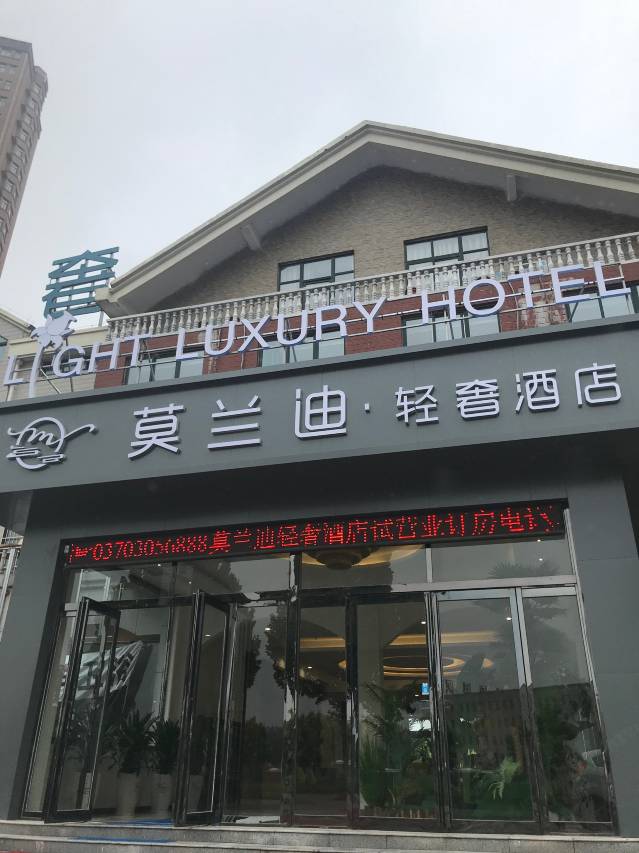 奢
LIGHT LUXURY HOTEL
莫兰迪·轻奢酒店
03703056888莫兰迪轻奢酒店试营业订房电话